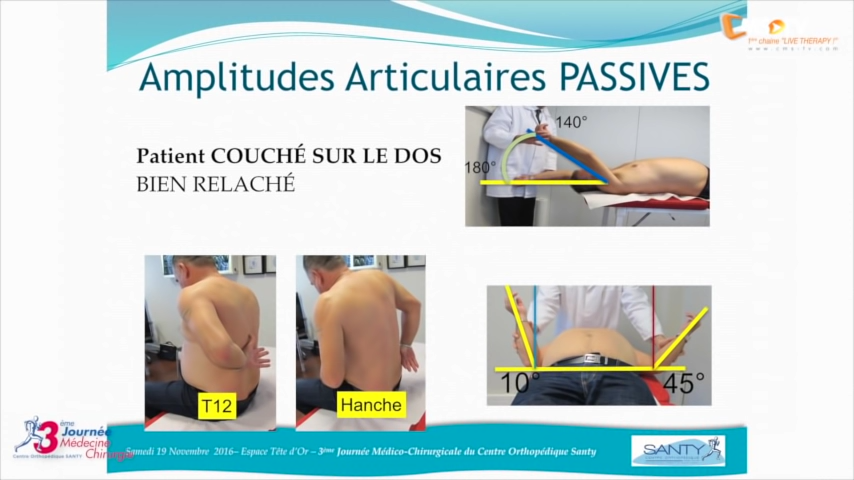 1ère chaîne "LIVE THERAPY !"
www.cms-tv.com
Amplitudes Articulaires PASSIVES
Patient COUCHÉ SUR LE DOS
BIEN RELACHÉ
140°
180°
T12
Hanche
10°
45°
3ème Journée
Médecine
Chirurgie
Centre Orthopédique SANTY
Samedi 19 Novembre 2016– Espace Tête d'Or – 3ème Journée Médico-Chirurgicale du Centre Orthopédique Santy
SANTY